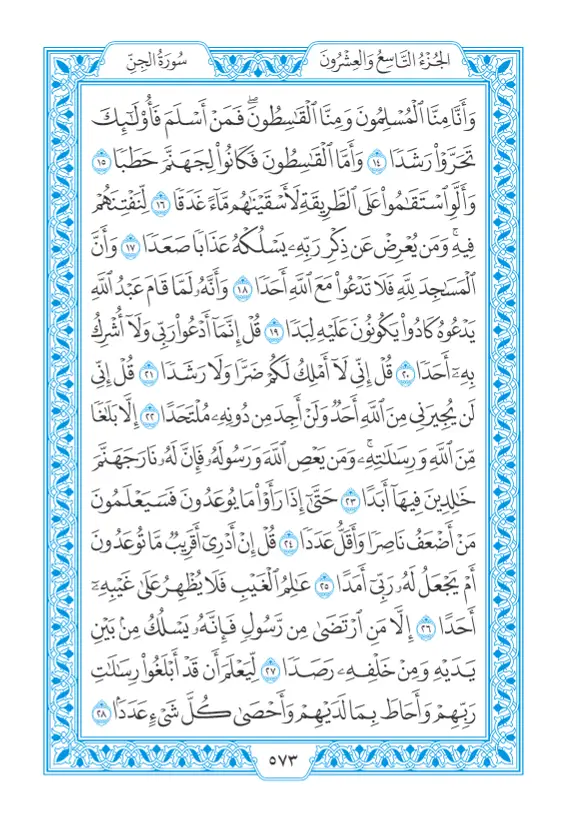 الجُزْءُ التَّاسِعُ وَالعِشْرُونَ
سُورَةُ الجِنِّ
وَأَنَّا مِنَّا ٱلۡمُسۡلِمُونَ وَمِنَّا ٱلۡقَٰسِطُونَۖ فَمَنۡ أَسۡلَمَ فَأُوْلَٰٓئِكَ
تَحَرَّوۡاْ رَشَدٗا ١٤ وَأَمَّا ٱلۡقَٰسِطُونَ فَكَانُواْ لِجَهَنَّمَ حَطَبٗا ١٥
وَأَلَّوِ ٱسۡتَقَٰمُواْ عَلَى ٱلطَّرِيقَةِ لَأَسۡقَيۡنَٰهُم مَّآءً غَدَقٗا ١٦ لِّنَفۡتِنَهُمۡ
فِيهِۚ وَمَن يُعۡرِضۡ عَن ذِكۡرِ رَبِّهِۦ يَسۡلُكۡهُ عَذَابٗا صَعَدٗا ١٧ وَأَنَّ
ٱلۡمَسَٰجِدَ لِلَّهِ فَلَا تَدۡعُواْ مَعَ ٱللَّهِ أَحَدٗا ١٨ وَأَنَّهُۥ لَمَّا قَامَ عَبۡدُ ٱللَّهِ
يَدۡعُوهُ كَادُواْ يَكُونُونَ عَلَيۡهِ لِبَدٗا ١٩ قُلۡ إِنَّمَآ أَدۡعُواْ رَبِّي وَلَآ أُشۡرِكُ
بِهِۦٓ أَحَدٗا ٢٠ قُلۡ إِنِّي لَآ أَمۡلِكُ لَكُمۡ ضَرّٗا وَلَا رَشَدٗا ٢١ قُلۡ إِنِّي
لَن يُجِيرَنِي مِنَ ٱللَّهِ أَحَدٞ وَلَنۡ أَجِدَ مِن دُونِهِۦ مُلۡتَحَدًا ٢٢ إِلَّا بَلَٰغٗا
مِّنَ ٱللَّهِ وَرِسَٰلَٰتِهِۦۚ وَمَن يَعۡصِ ٱللَّهَ وَرَسُولَهُۥ فَإِنَّ لَهُۥ نَارَ جَهَنَّمَ
خَٰلِدِينَ فِيهَآ أَبَدًا ٢٣ حَتَّىٰٓ إِذَا رَأَوۡاْ مَا يُوعَدُونَ فَسَيَعۡلَمُونَ
مَنۡ أَضۡعَفُ نَاصِرٗا وَأَقَلُّ عَدَدٗا ٢٤ قُلۡ إِنۡ أَدۡرِيٓ أَقَرِيبٞ مَّا تُوعَدُونَ
أَمۡ يَجۡعَلُ لَهُۥ رَبِّيٓ أَمَدًا ٢٥ عَٰلِمُ ٱلۡغَيۡبِ فَلَا يُظۡهِرُ عَلَىٰ غَيۡبِهِۦٓ
أَحَدًا ٢٦ إِلَّا مَنِ ٱرۡتَضَىٰ مِن رَّسُولٖ فَإِنَّهُۥ يَسۡلُكُ مِنۢ بَيۡنِ
يَدَيۡهِ وَمِنۡ خَلۡفِهِۦ رَصَدٗا ٢٧ لِّيَعۡلَمَ أَن قَدۡ أَبۡلَغُواْ رِسَٰلَٰتِ
رَبِّهِمۡ وَأَحَاطَ بِمَا لَدَيۡهِمۡ وَأَحۡصَىٰ كُلَّ شَيۡءٍ عَدَدَۢا ٢٨
٥٧٣